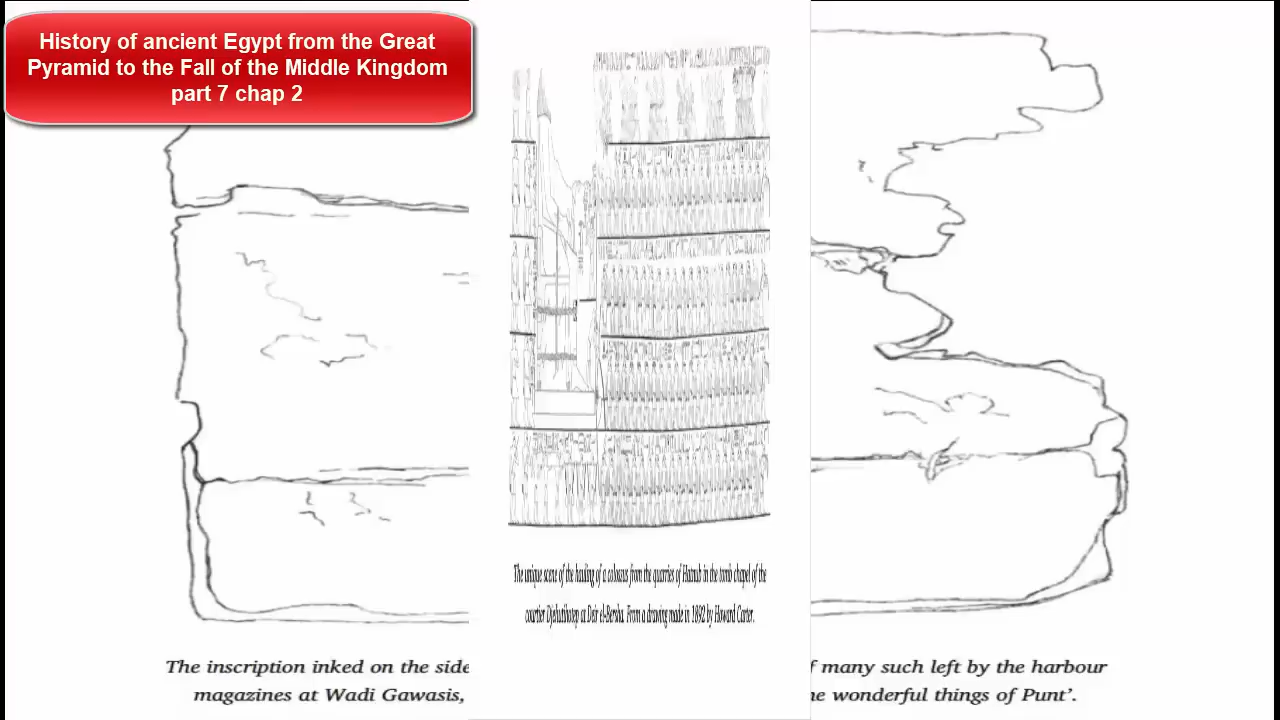 History of ancient Egypt from the Great
Pyramid to the Fall of the Middle Kingdom
part 7 chap 2
The unique scene of the hauling of a colossus from the quarries of Hatnub in the tomb chapel of the
courtier Djehutihotep at Deir el-Bersha. From a drawing made in 1892 by Howard Carter.
The inscription inked on the side
f many such left by the harbour
magazines at Wadi Gawasis,
he wonderful things of Punt’.